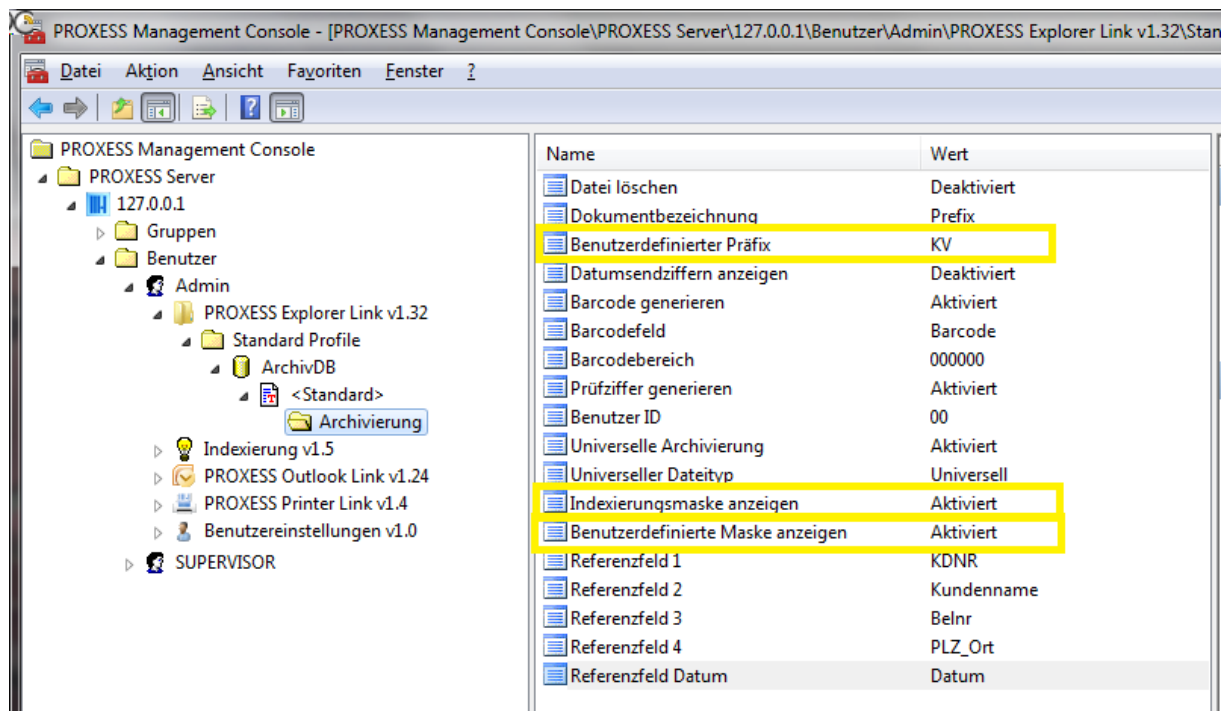 PROXESS Management Console - [PROXESS Management Console\PROXESS Server\127.0.0.1\Benutzer\Admin\PROXESS Explorer Link v1.32\Stan
Datei Aktion Ansicht Favoriten Fenster ?
PROXESS Management Console
PROXESS Server
127.0.0.1
Gruppen
Benutzer
Admin
PROXESS Explorer Link v1.32
Standard Profile
ArchivDB
<Standard>
Archivierung
Indexierung v1.5
PROXESS Outlook Link v1.24
PROXESS Printer Link v1.4
Benutzereinstellungen v1.0
SUPERVISOR
Name Wert
Datei löschen Deaktiviert
Dokumentbezeichnung Prefix
Benutzerdefinierter Präfix KV
Datumsendziffern anzeigen Deaktiviert
Barcode generieren Aktiviert
Barcodefeld Barcode
Barcodebereich 000000
Prüfziffer generieren Aktiviert
Benutzer ID 00
Universelle Archivierung Aktiviert
Universeller Dateityp Universell
Indexierungsmaske anzeigen Aktiviert
Benutzerdefinierte Maske anzeigen Aktiviert
Referenzfeld 1 KDNR
Referenzfeld 2 Kundenname
Referenzfeld 3 Belnr
Referenzfeld 4 PLZ_Ort
Referenzfeld Datum Datum